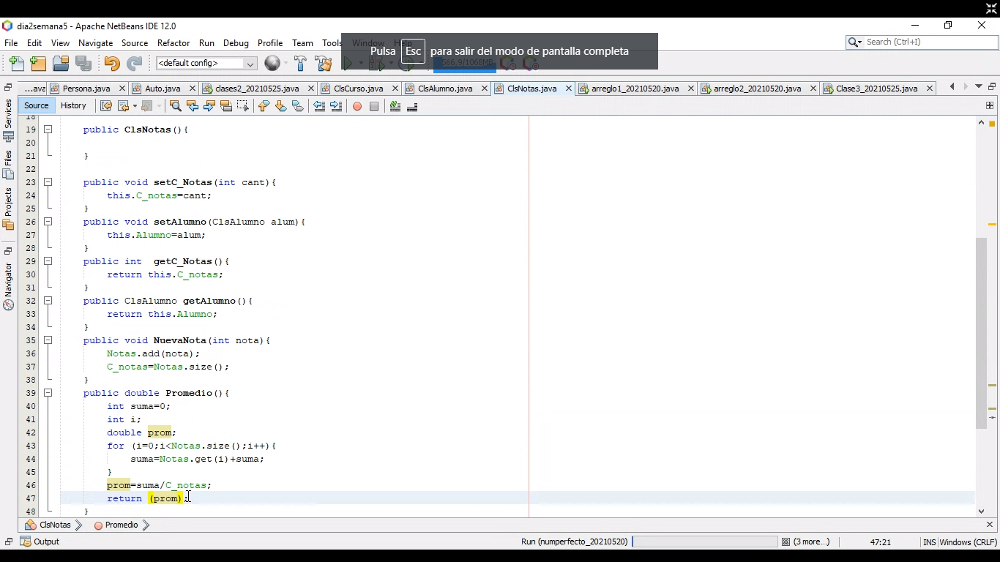 dia2semana5 - Apache NetBeans IDE 12.0
File Edit View Navigate Source Refactor Run Debug Profile Team Tools Window Help
Search (Ctrl+I)
Pulsa Esc para salir del modo de pantalla completa
<default config>
566,9/1068MB
...ava Persona.java Auto.java clases2_20210525.java ClsCurso.java ClsAlumno.java ClsNotas.java arreglo1_20210520.java arreglo2_20210520.java Clase3_20210525.java
Source History
Services
Files
Projects
Navigator
18
19 public ClsNotas(){
20
21 }
22
23 public void setC_Notas(int cant){
24 this.C_notas=cant;
25 }
26 public void setAlumno(ClsAlumno alum){
27 this.Alumno=alum;
28 }
29 public int getC_Notas(){
30 return this.C_notas;
31 }
32 public ClsAlumno getAlumno(){
33 return this.Alumno;
34 }
35 public void NuevaNota(int nota){
36 Notas.add(nota);
37 C_notas=Notas.size();
38 }
39 public double Promedio(){
40 int suma=0;
41 int i;
42 double prom;
43 for (i=0;i<Notas.size();i++){
44 suma=Notas.get(i)+suma;
45 }
46 prom=suma/C_notas;
47 return (prom);
48 }
ClsNotas Promedio
Output
Run (numperfecto_20210520) (3 more...) 47:21 INS Windows (CRLF)